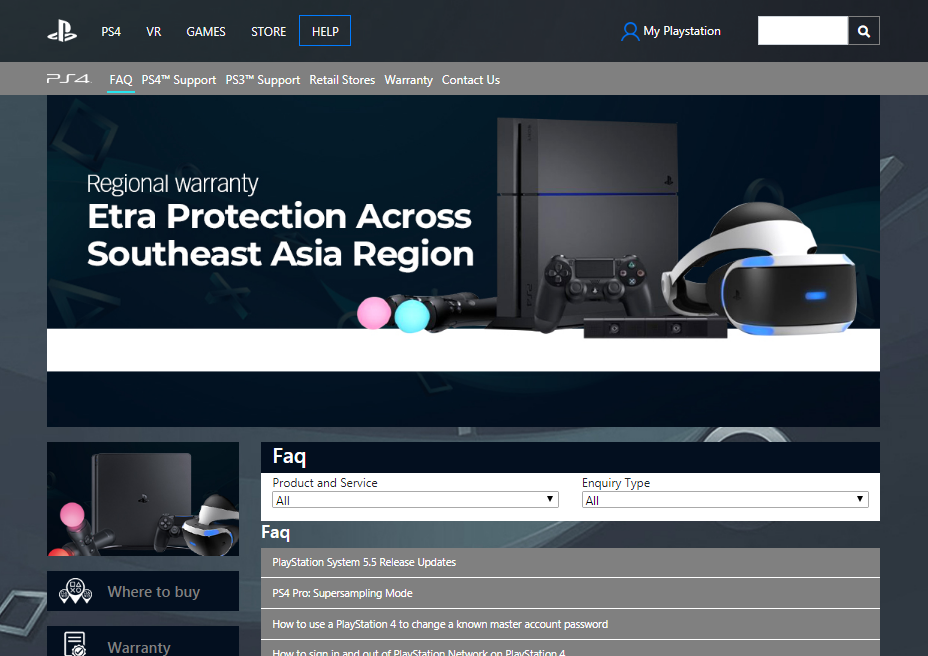 PS4 VR GAMES STORE HELP My Playstation
PS4 FAQ PS4™ Support PS3™ Support Retail Stores Warranty Contact Us
Regional warranty
Etra Protection Across
Southeast Asia Region
Faq
Product and Service Enquiry Type
All All
Faq
PlayStation System 5.5 Release Updates
PS4 Pro: Supersampling Mode
How to use a PlayStation 4 to change a known master account password
How to sign in and out of PlayStation Network on PlayStation 4
Where to buy
Warranty